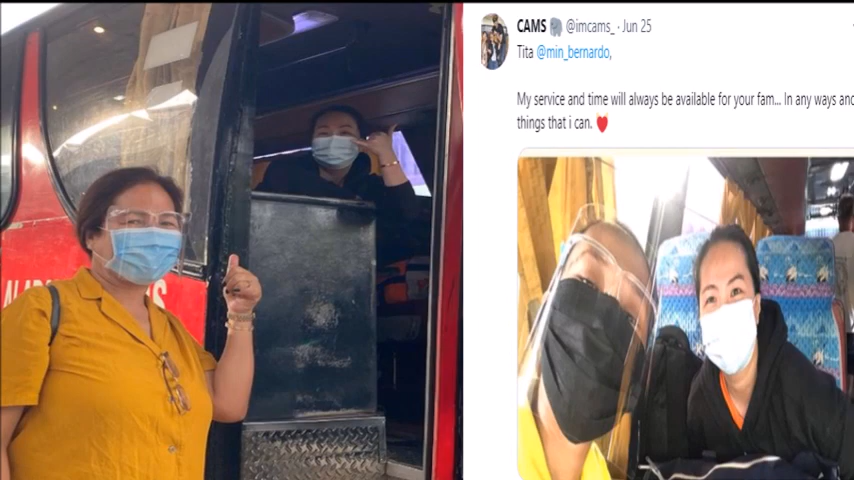 CAMS @imcams_ · Jun 25
Tita @min_bernardo,
My service and time will always be available for your fam... In any ways and
things that i can.